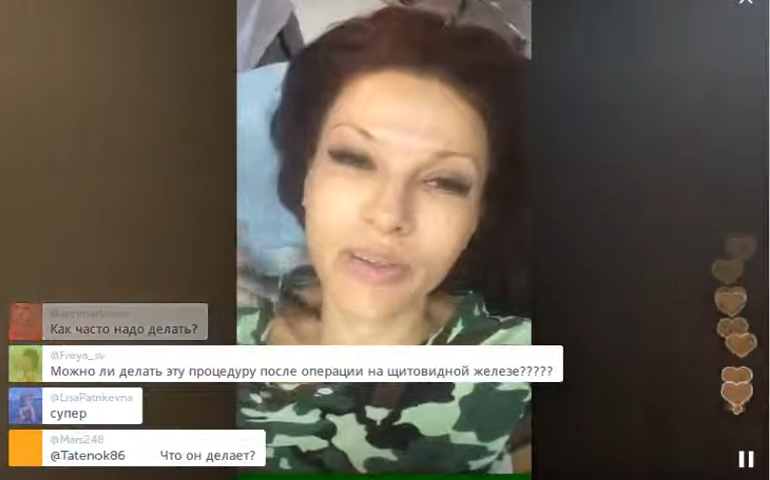 Как часто надо делать?
@Freya_sv
Можно ли делать эту процедуру после операции на щитовидной железе?????
@LisaPatrikevna
супер
@Mars248
@Tatenok86 Что он делает?